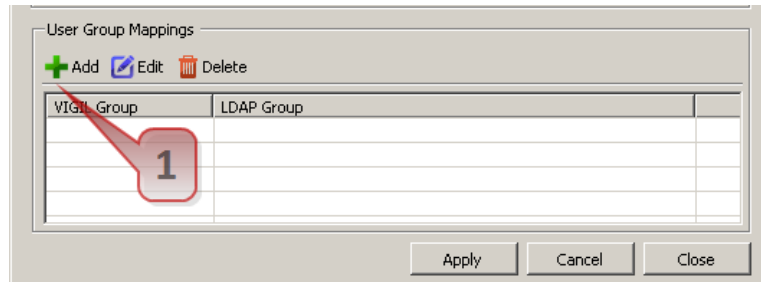 User Group Mappings
Add Edit Delete
VIGIL Group LDAP Group
1
Apply Cancel Close